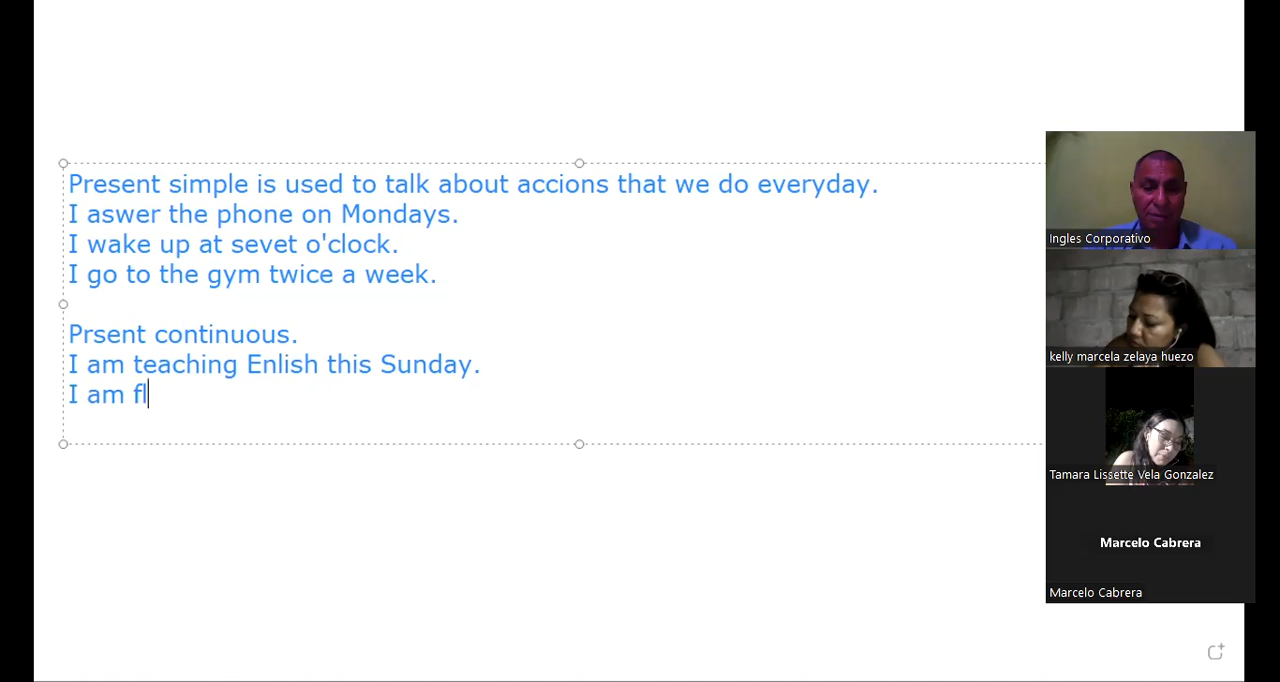 Present simple is used to talk about accions that we do everyday.
I aswer the phone on Mondays.
I wake up at sevet o'clock.
I go to the gym twice a week.
Prsent continuous.
I am teaching Enlish this Sunday.
I am fl
Ingles Corporativo
kelly marcela zelaya huezo
Tamara Lissette Vela Gonzalez
Marcelo Cabrera
Marcelo Cabrera